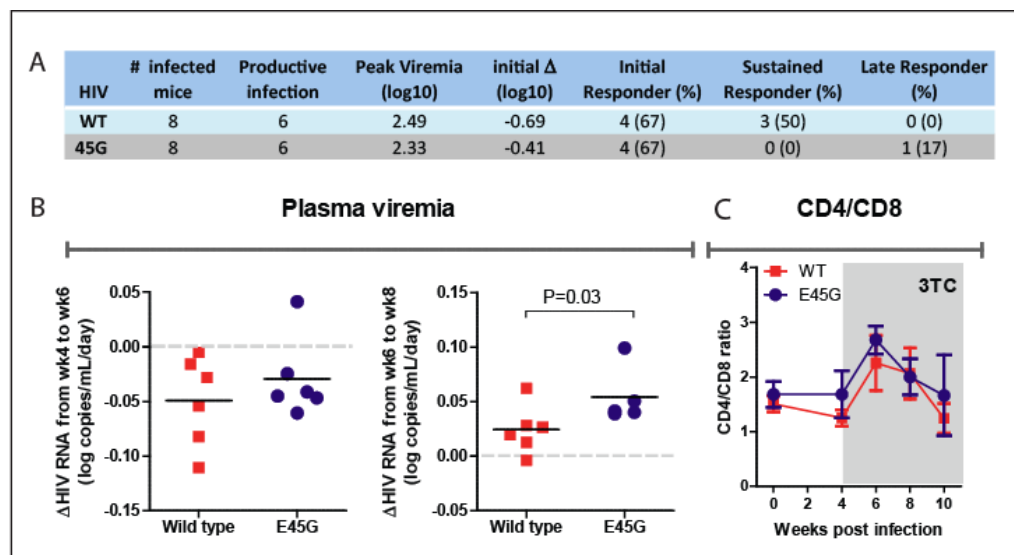 A
HIV # infected mice Productive infection Peak Viremia (log10) initial Δ (log10) Initial Responder (%) Sustained Responder (%) Late Responder (%)
WT 8 6 2.49 -0.69 4 (67) 3 (50) 0 (0)
45G 8 6 2.33 -0.41 4 (67) 0 (0) 1 (17)
B Plasma viremia
ΔHIV RNA from wk4 to wk6
(log copies/mL/day)
0.05
0.00
-0.05
-0.10
-0.15
Wild type E45G
ΔHIV RNA from wk6 to wk8
(log copies/mL/day)
0.15
0.10
0.05
0.00
-0.05
P=0.03
Wild type E45G
C CD4/CD8
WT
E45G
3TC
CD4/CD8 ratio
4
3
2
1
0
0 2 4 6 8 10
Weeks post infection